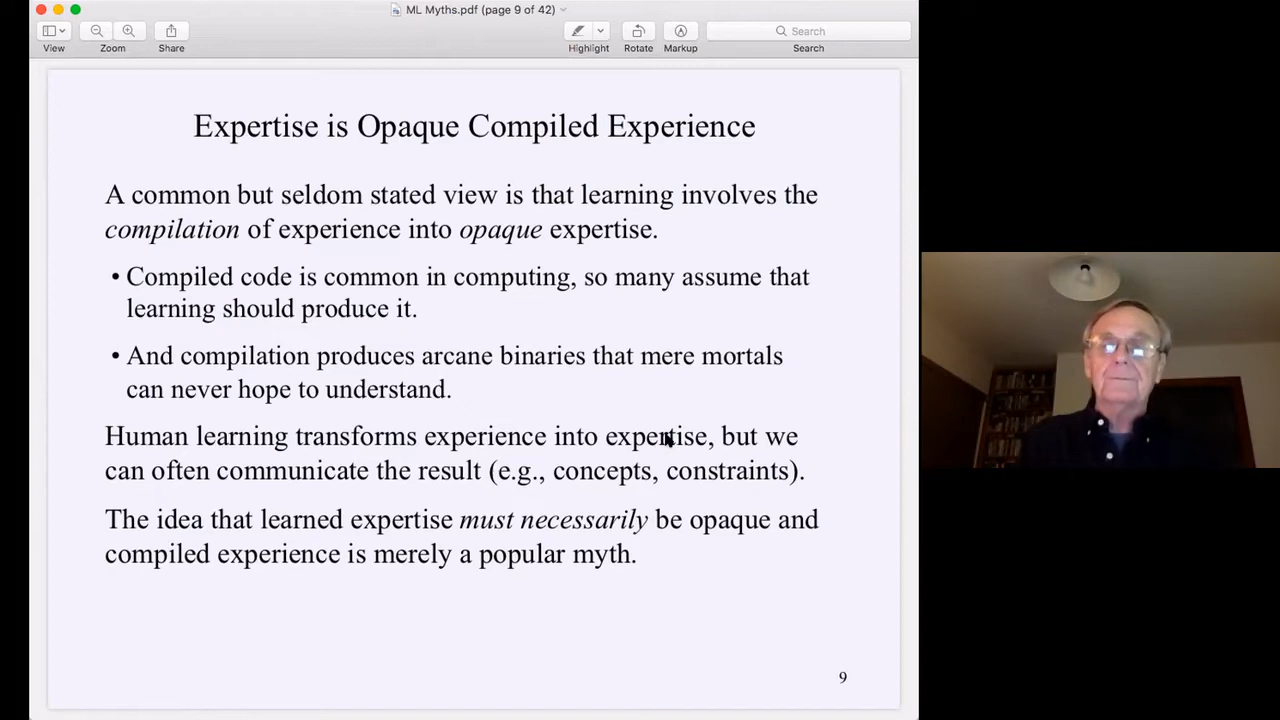 ML Myths.pdf (page 9 of 42)
View
Zoom
Share
Highlight
Rotate
Markup
Search
Search
Expertise is Opaque Compiled Experience
A common but seldom stated view is that learning involves the
compilation of experience into opaque expertise.
• Compiled code is common in computing, so many assume that
learning should produce it.
• And compilation produces arcane binaries that mere mortals
can never hope to understand.
Human learning transforms experience into expertise, but we
can often communicate the result (e.g., concepts, constraints).
The idea that learned expertise must necessarily be opaque and
compiled experience is merely a popular myth.
9